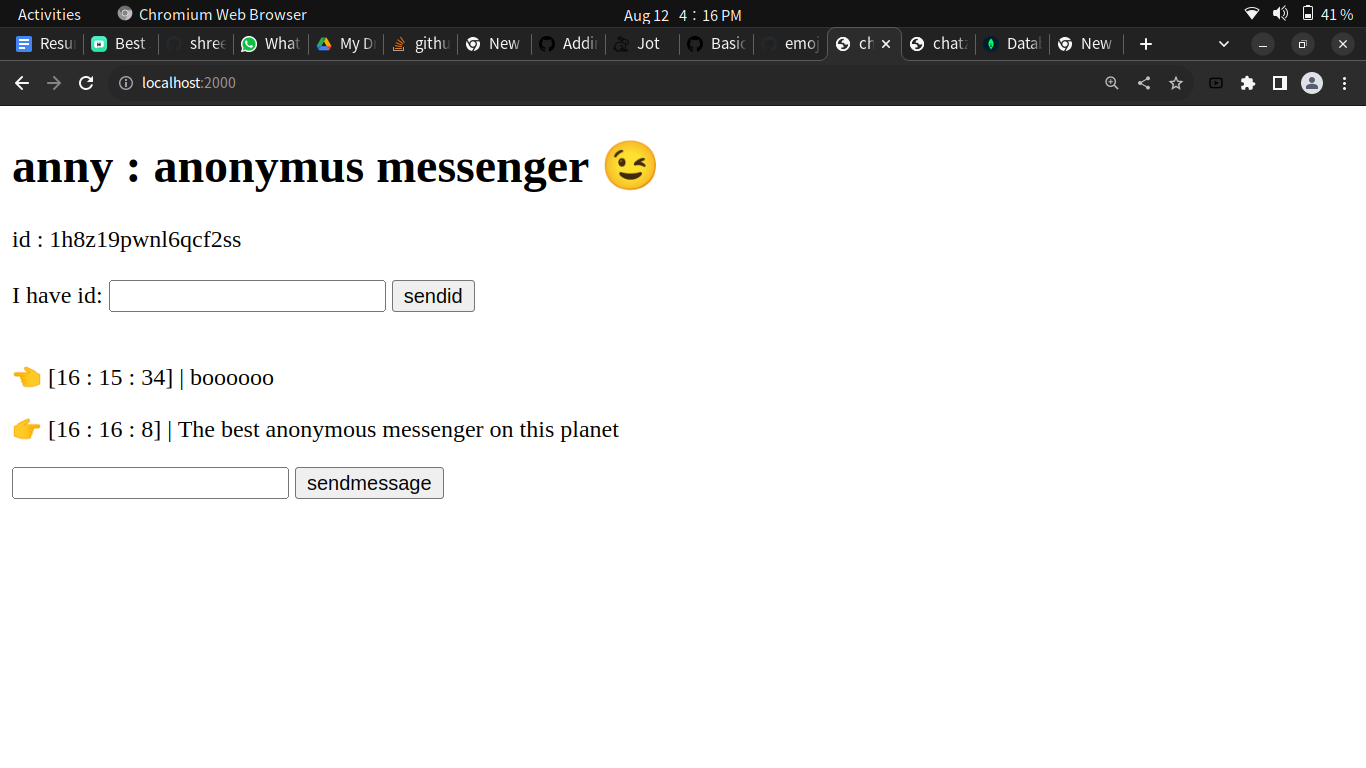 Activities Chromium Web Browser Aug 12 4 : 16 PM 41 %
Resu Best shree What My D githu New Addi Jot Basic emoj ch chat Datab New
localhost:2000
anny : anonymus messenger 😉
id : 1h8z19pwnl6qcf2ss
I have id: sendid
👈 [16 : 15 : 34] | boooooo
👉 [16 : 16 : 8] | The best anonymous messenger on this planet
sendmessage